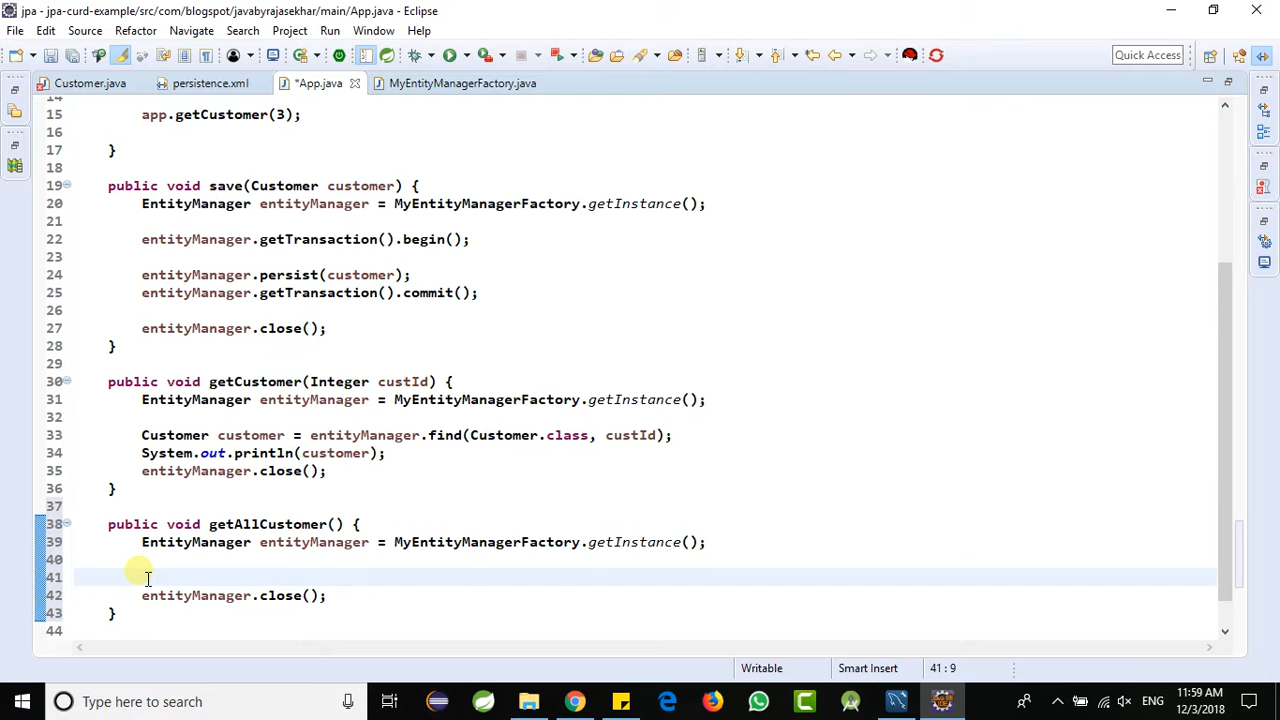 jpa - jpa-curd-example/src/com/blogspot/javabyrajasekhar/main/App.java - Eclipse
File Edit Source Refactor Navigate Search Project Run Window Help
Quick Access
Customer.java persistence.xml *App.java MyEntityManagerFactory.java
14
15 app.getCustomer(3);
16
17 }
18
19 public void save(Customer customer) {
20 EntityManager entityManager = MyEntityManagerFactory.getInstance();
21
22 entityManager.getTransaction().begin();
23
24 entityManager.persist(customer);
25 entityManager.getTransaction().commit();
26
27 entityManager.close();
28 }
29
30 public void getCustomer(Integer custId) {
31 EntityManager entityManager = MyEntityManagerFactory.getInstance();
32
33 Customer customer = entityManager.find(Customer.class, custId);
34 System.out.println(customer);
35 entityManager.close();
36 }
37
38 public void getAllCustomer() {
39 EntityManager entityManager = MyEntityManagerFactory.getInstance();
40
41
42 entityManager.close();
43 }
44
Writable Smart Insert 41 : 9
Type here to search
ENG
11:59 AM
12/3/2018